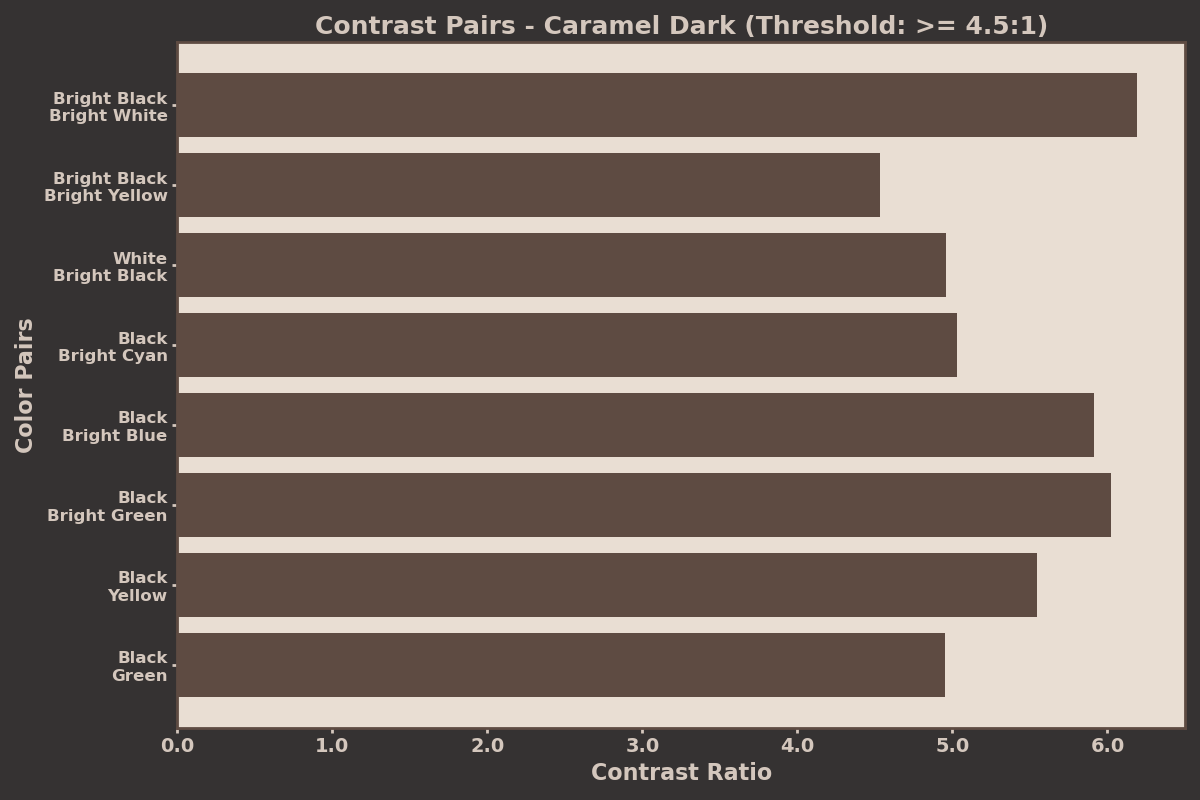 Contrast Pairs - Caramel Dark (Threshold: >= 4.5:1)
Bright Black
Bright White
Bright Black
Bright Yellow
White
Bright Black
Black
Bright Cyan
Black
Bright Blue
Black
Bright Green
Black
Yellow
Black
Green
Color Pairs
0.0 1.0 2.0 3.0 4.0 5.0 6.0
Contrast Ratio